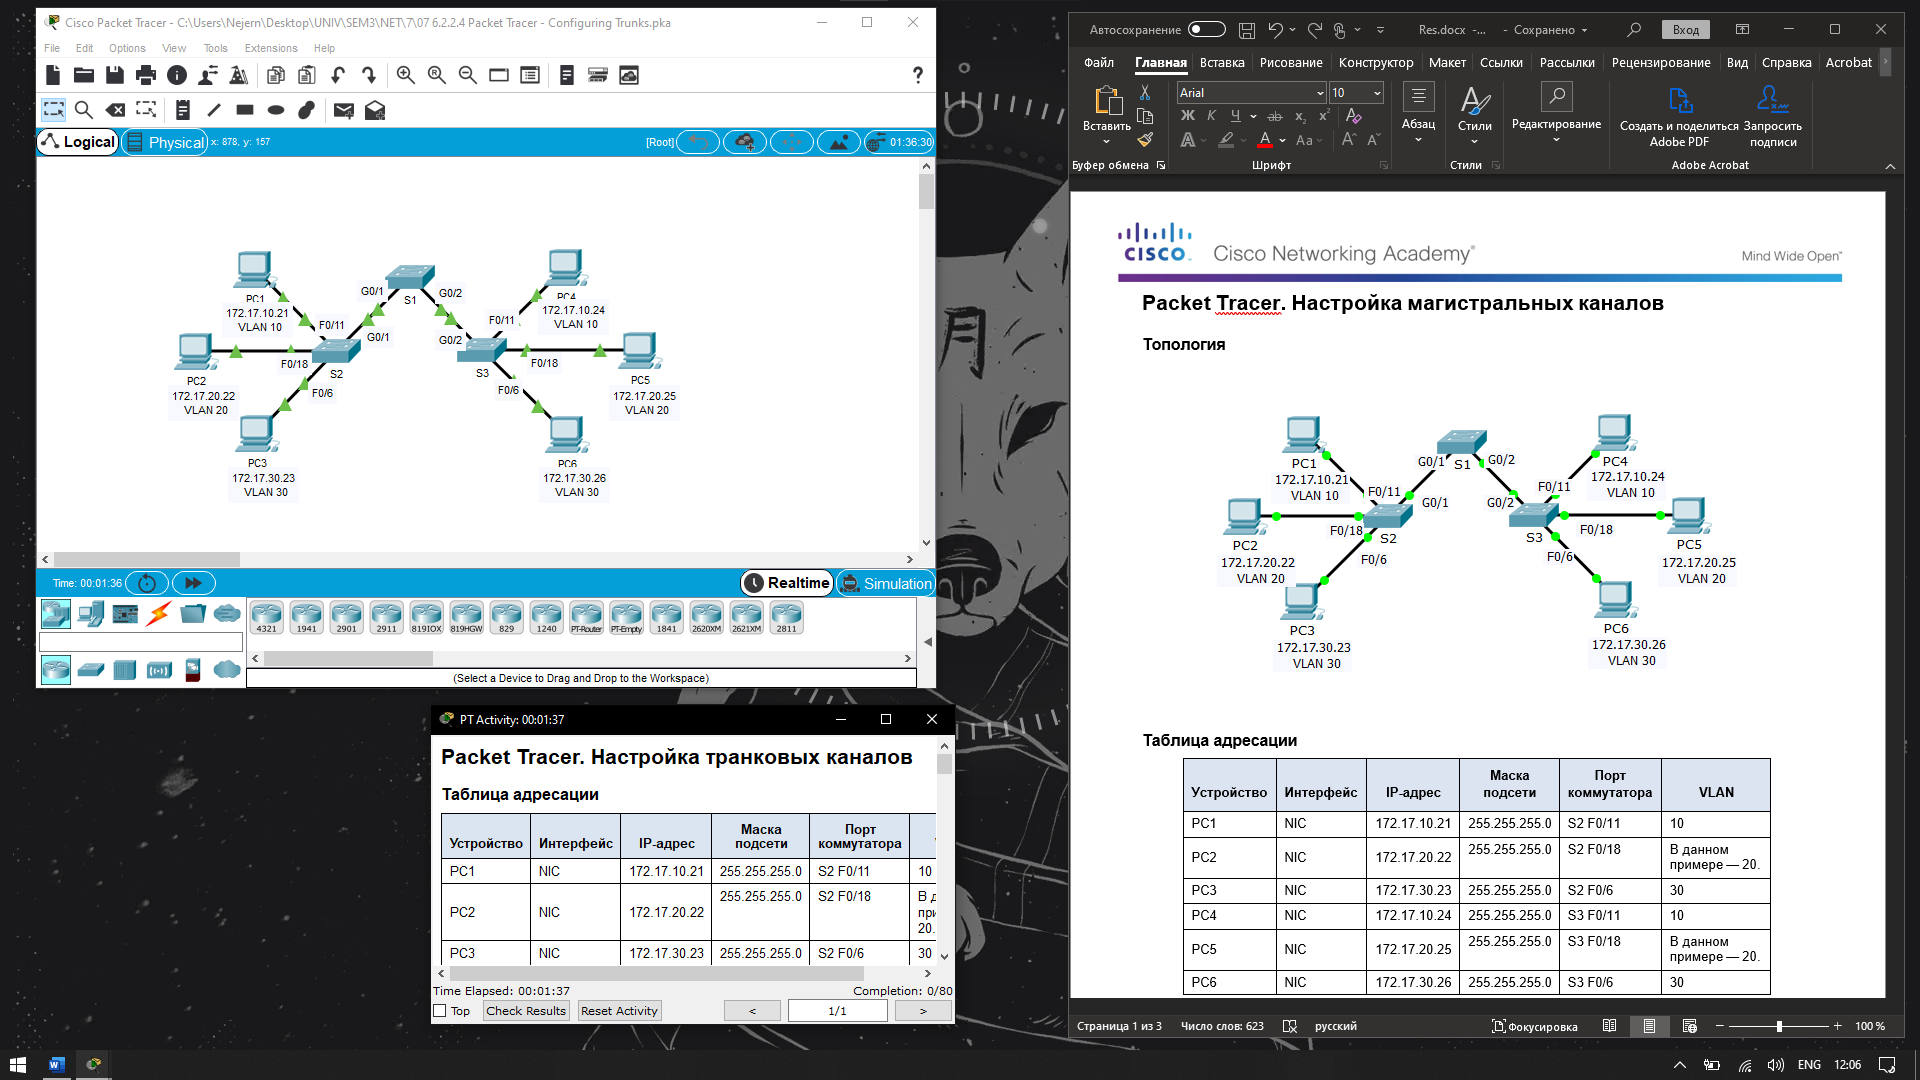 Cisco Packet Tracer - C:\Users\Nejern\Desktop\UNIV\SEM3\NET\7\07 6.2.2.4 Packet Tracer - Configuring Trunks.pka
File Edit Options View Tools Extensions Help
Logical
Physical x: 878, y: 157
[Root]
01:36:30
PC1
172.17.10.21
VLAN 10
G0/1
S1
G0/2
PC4
172.17.10.24
VLAN 10
F0/11
G0/1
F0/11
G0/2
PC2
172.17.20.22
VLAN 20
F0/18
S2
F0/6
S3
F0/18
F0/6
PC5
172.17.20.25
VLAN 20
PC3
172.17.30.23
VLAN 30
PC6
172.17.30.26
VLAN 30
Time: 00:01:36
Realtime
Simulation
4321 1941 2901 2911 819IOX 819HGW 829 1240 PT-Router PT-Empty 1841 2620XM 2621XM 2811
(Select a Device to Drag and Drop to the Workspace)
PT Activity: 00:01:37
Packet Tracer. Настройка транковых каналов
Таблица адресации
Устройство Интерфейс IP-адрес Маска подсети Порт коммутатора
PC1 NIC 172.17.10.21 255.255.255.0 S2 F0/11 10
PC2 NIC 172.17.20.22 255.255.255.0 S2 F0/18 В д
при
20.
PC3 NIC 172.17.30.23 255.255.255.0 S2 F0/6 30
Time Elapsed: 00:01:37
Completion: 0/80
Top Check Results Reset Activity < 1/1 >
Автосохранение
Res.docx -... - Сохранено
Вход
Файл Главная Вставка Рисование Конструктор Макет Ссылки Рассылки Рецензирование Вид Справка Acrobat
Вставить
Arial 10
Ж К Ч ab x₂ x²
A A Aa A A
Абзац
Стили
Редактирование
Создать и поделиться Adobe PDF
Запросить подписи
Буфер обмена Шрифт Стили Adobe Acrobat
CISCO. Cisco Networking Academy® Mind Wide Open™
Packet Tracer. Настройка магистральных каналов
Топология
PC1
172.17.10.21
VLAN 10
G0/1
S1
G0/2
PC4
172.17.10.24
VLAN 10
F0/11
G0/1
G0/2
F0/11
PC2
172.17.20.22
VLAN 20
F0/18
S2
F0/6
S3
F0/18
F0/6
PC5
172.17.20.25
VLAN 20
PC3
172.17.30.23
VLAN 30
PC6
172.17.30.26
VLAN 30
Таблица адресации
Устройство Интерфейс IP-адрес Маска подсети Порт коммутатора VLAN
PC1 NIC 172.17.10.21 255.255.255.0 S2 F0/11 10
PC2 NIC 172.17.20.22 255.255.255.0 S2 F0/18 В данном
примере — 20.
PC3 NIC 172.17.30.23 255.255.255.0 S2 F0/6 30
PC4 NIC 172.17.10.24 255.255.255.0 S3 F0/11 10
PC5 NIC 172.17.20.25 255.255.255.0 S3 F0/18 В данном
примере — 20.
PC6 NIC 172.17.30.26 255.255.255.0 S3 F0/6 30
Страница 1 из 3 Число слов: 623 русский Фокусировка 100 %
月
ENG 12:06